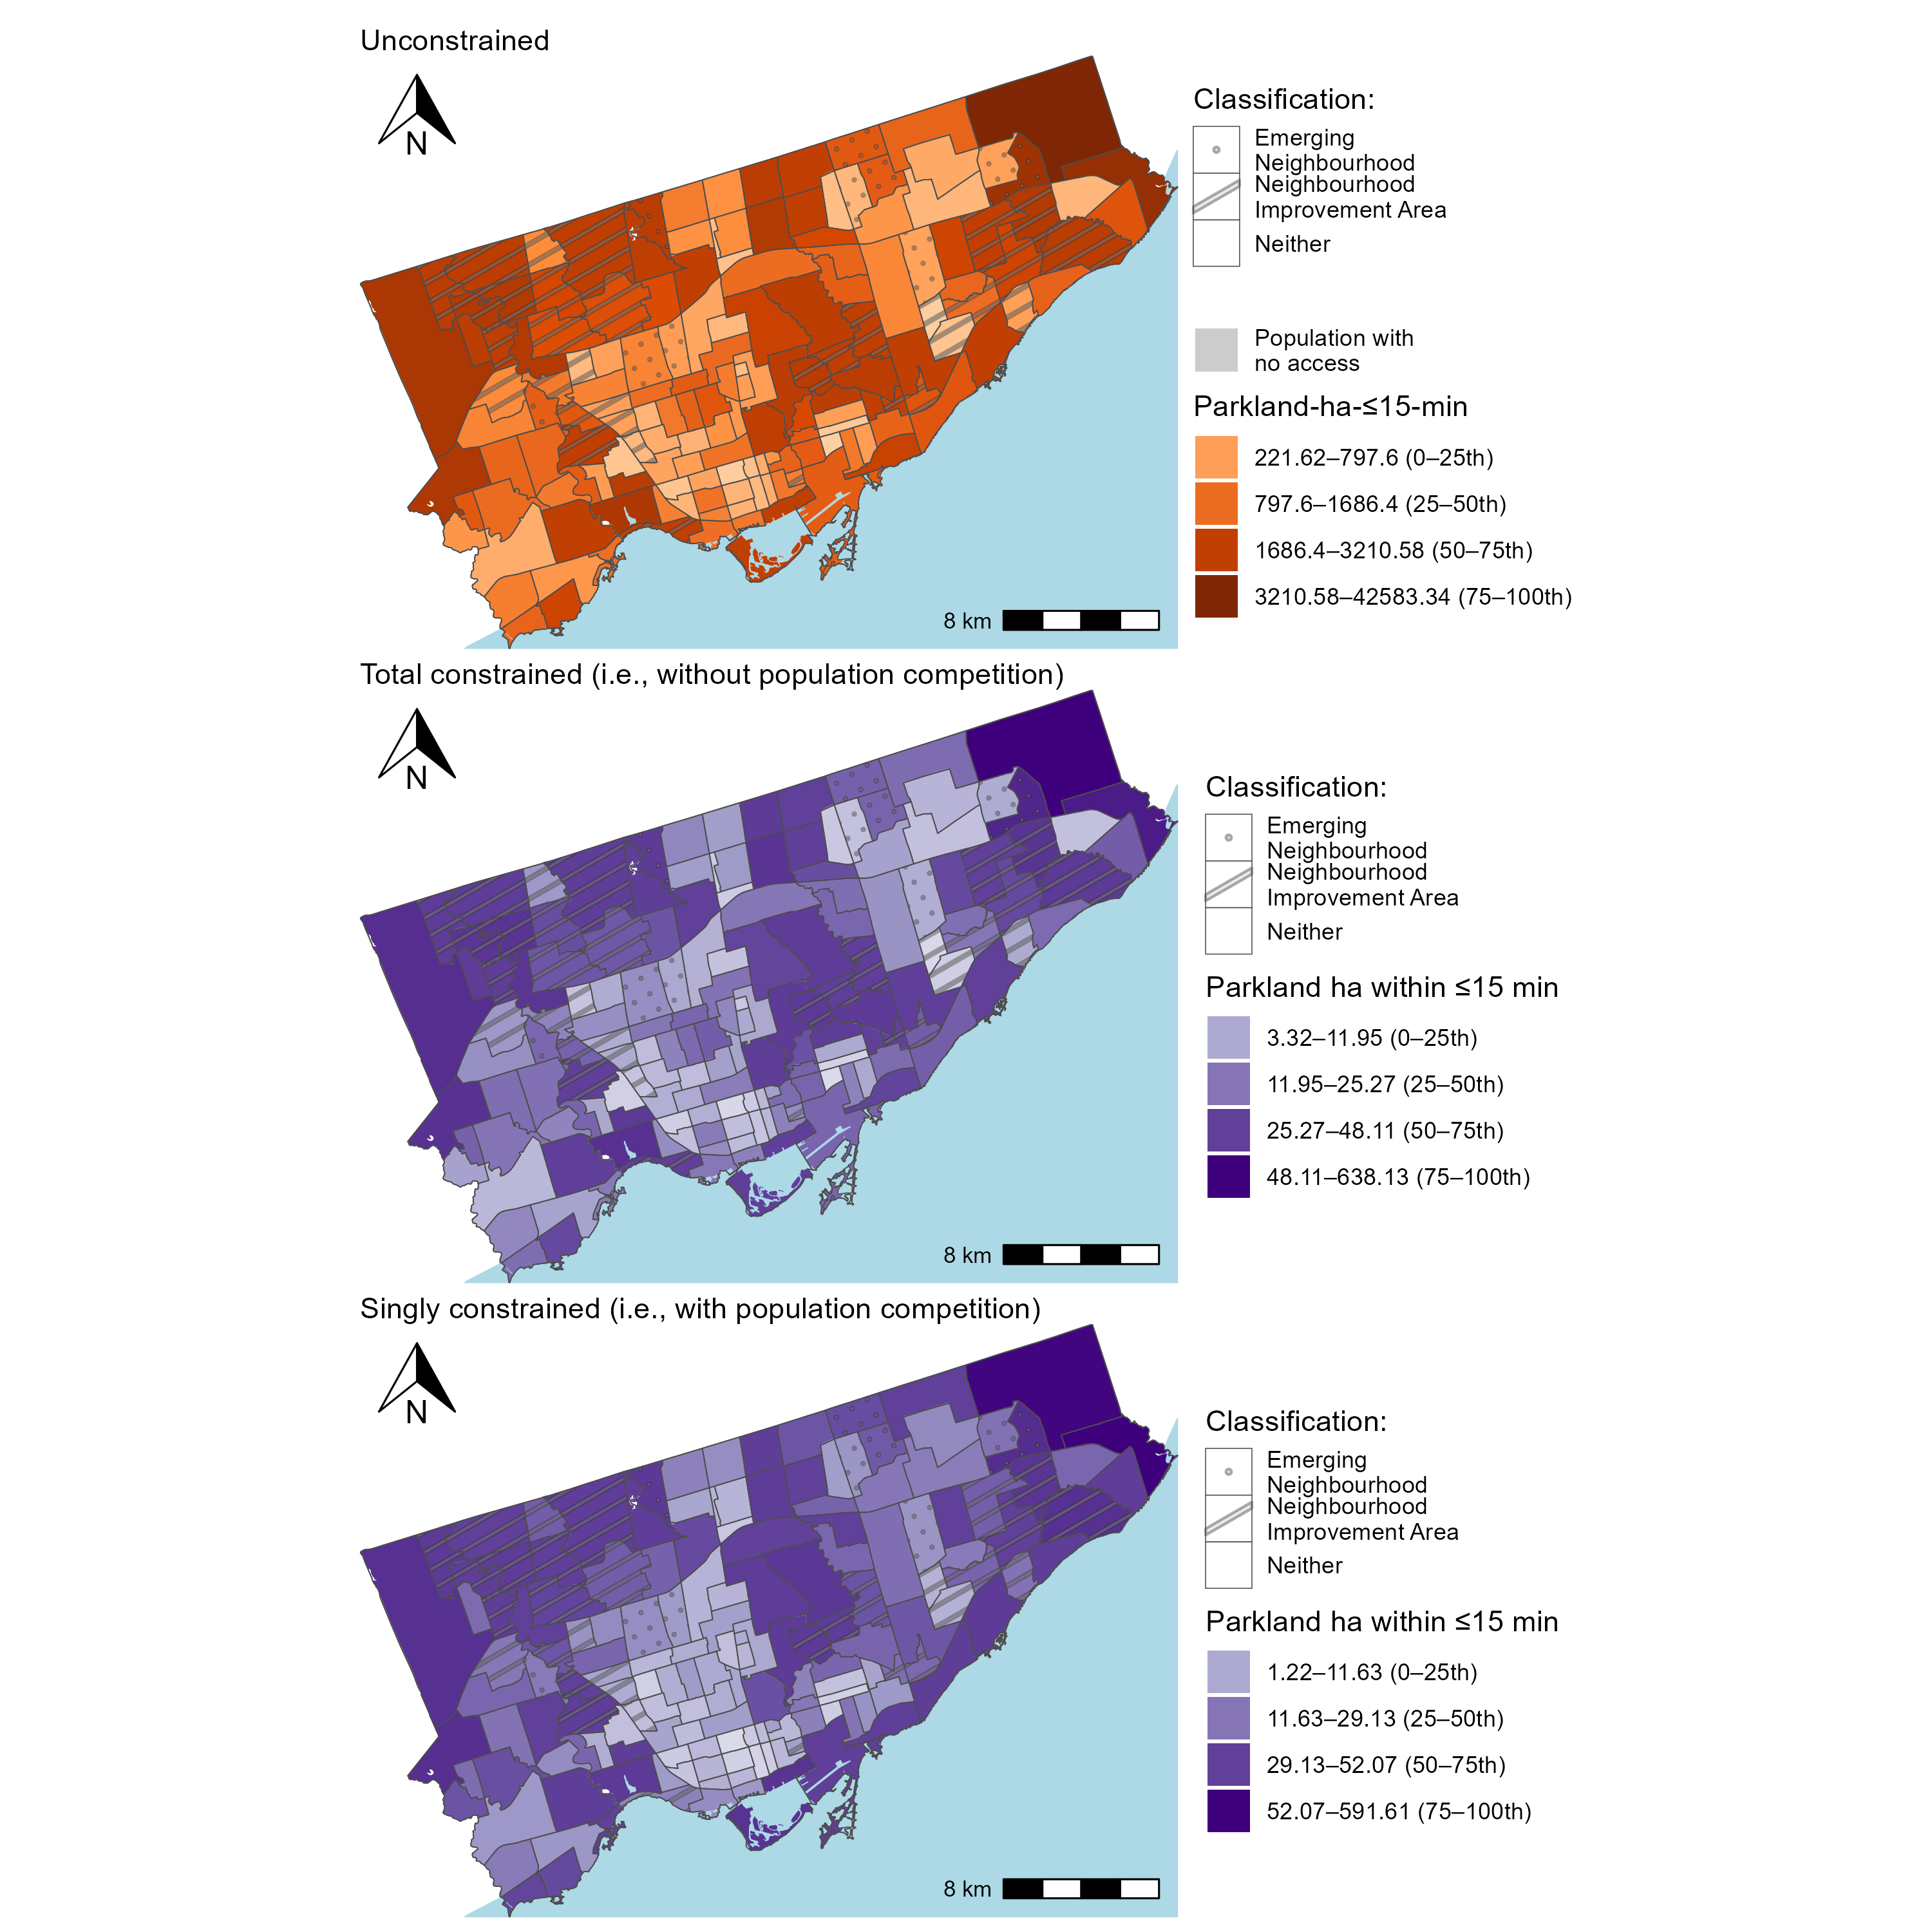 Unconstrained
N
Classification:
Emerging
Neighbourhood
Neighbourhood
Improvement Area
Neither
Population with
no access
Parkland-ha-≤15-min
221.62–797.6 (0–25th)
797.6–1686.4 (25–50th)
1686.4–3210.58 (50–75th)
3210.58–42583.34 (75–100th)
8 km
Total constrained (i.e., without population competition)
N
Classification:
Emerging
Neighbourhood
Neighbourhood
Improvement Area
Neither
Parkland ha within ≤15 min
3.32–11.95 (0–25th)
11.95–25.27 (25–50th)
25.27–48.11 (50–75th)
48.11–638.13 (75–100th)
8 km
Singly constrained (i.e., with population competition)
N
Classification:
Emerging
Neighbourhood
Neighbourhood
Improvement Area
Neither
Parkland ha within ≤15 min
1.22–11.63 (0–25th)
11.63–29.13 (25–50th)
29.13–52.07 (50–75th)
52.07–591.61 (75–100th)
8 km